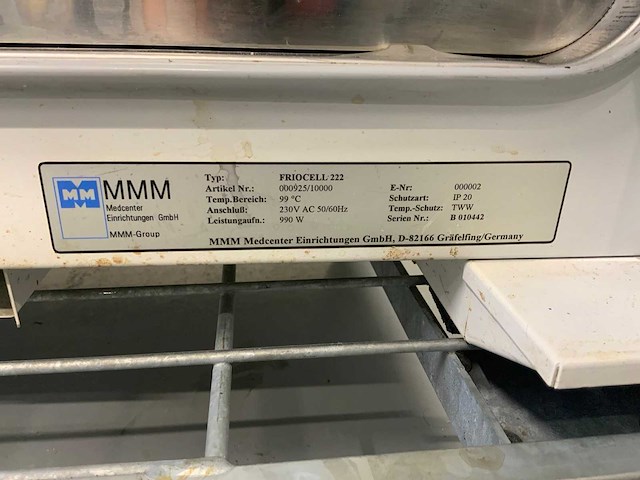 MM
MMM
Medcenter
Einrichtungen GmbH
MMM-Group
Typ: FRIOCELL 222
Artikel Nr.: 000925/10000 E-Nr: 000002
Temp.Bereich: 99 °C Schutzart: IP 20
Anschluß: 230V AC 50/60Hz Temp.-Schutz: TWW
Leistungaufn.: 990 W Serien Nr.: B 010442
MMM Medcenter Einrichtungen GmbH, D-82166 Gräfelfing/Germany